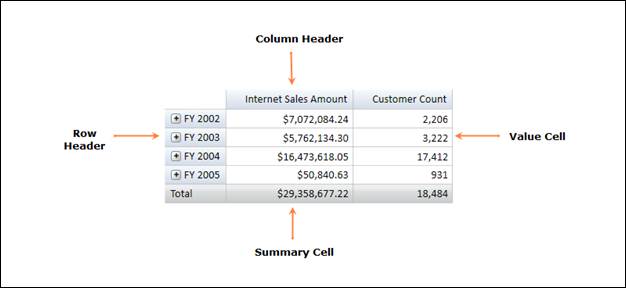 Column Header
Internet Sales Amount Customer Count
FY 2002 $7,072,084.24 2,206
Row Header
FY 2003 $5,762,134.30 3,222
Value Cell
FY 2004 $16,473,618.05 17,412
FY 2005 $50,840.63 931
Total $29,358,677.22 18,484
Summary Cell